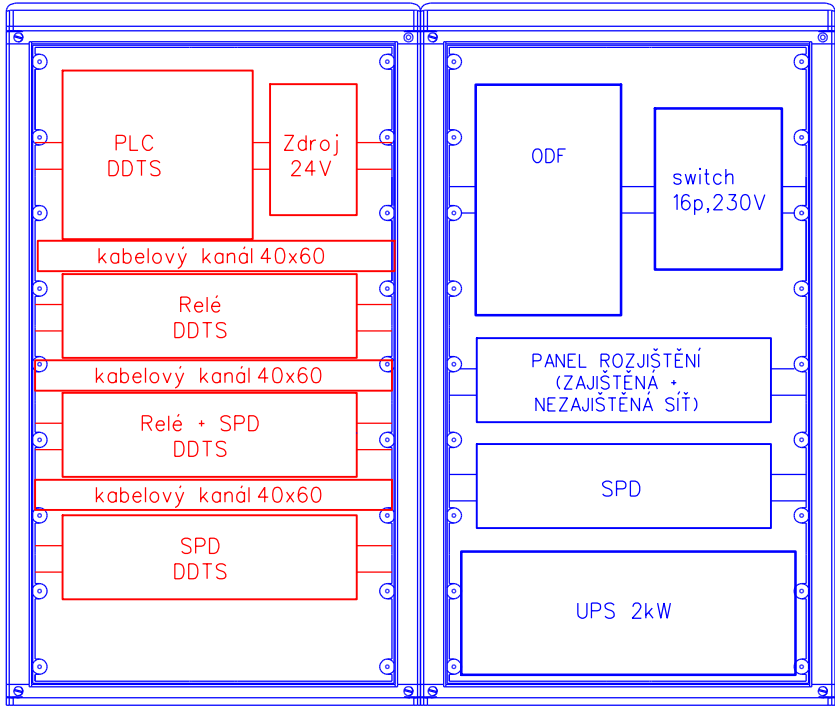 PLC
DDTS
Zdroj
24V
kabelový kanál 40x60
Relé
DDTS
kabelový kanál 40x60
Relé + SPD
DDTS
kabelový kanál 40x60
SPD
DDTS
ODF
switch
16p,230V
PANEL ROZJIŠTĚNÍ
(ZAJIŠTĚNÁ +
NEZAJIŠTĚNÁ SÍŤ)
SPD
UPS 2kW